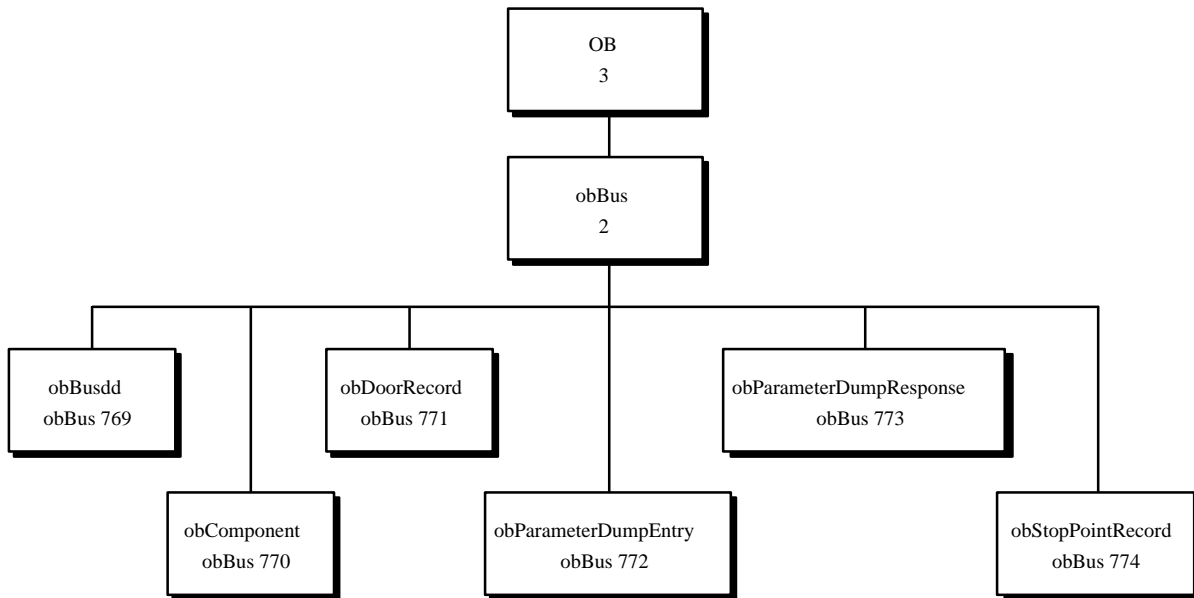 OB
3
obBus
2
obBusdd
obBus 769
obDoorRecord
obBus 771
obParameterDumpResponse
obBus 773
obComponent
obBus 770
obParameterDumpEntry
obBus 772
obStopPointRecord
obBus 774